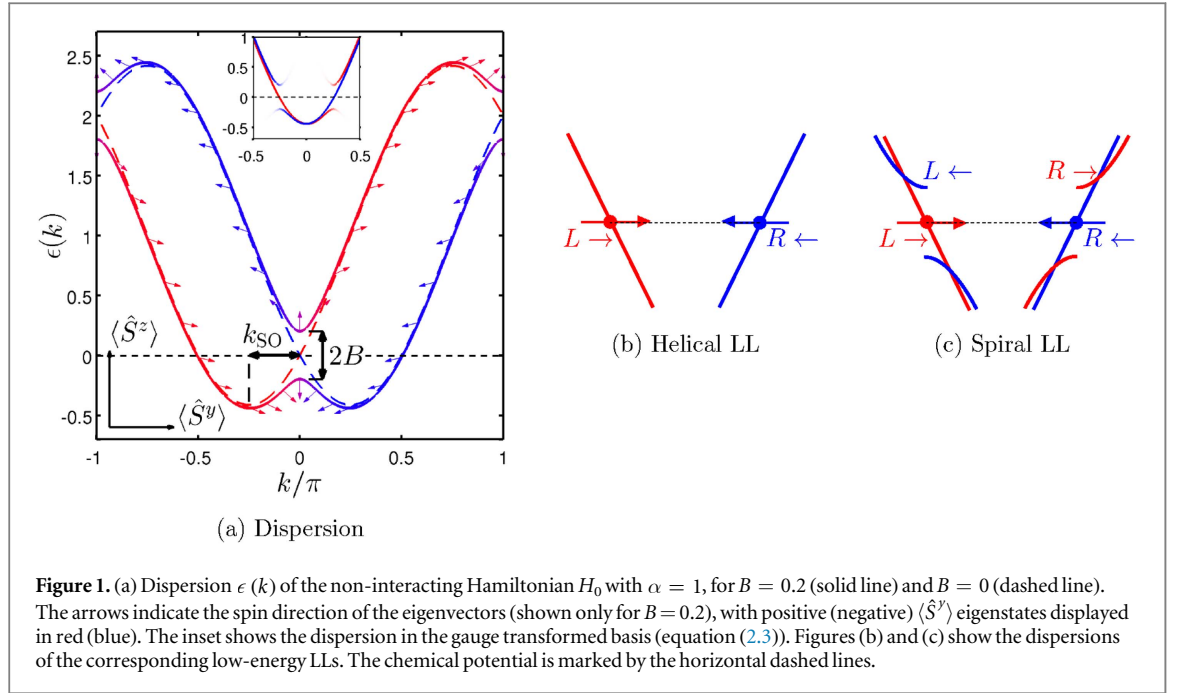 2.5
2
1.5
1
0.5
0
-0.5
-1 -0.5 0 0.5 1
ϵ(k)
k/π
1
0.5
0
-0.5
-0.5 0 0.5
k_SO
2B
⟨Ŝ^z⟩
⟨Ŝ^y⟩
(a) Dispersion
L →
R ←
(b) Helical LL
L ←
R →
L →
R ←
(c) Spiral LL
Figure 1. (a) Dispersion ϵ (k) of the non-interacting Hamiltonian H_0 with α = 1, for B = 0.2 (solid line) and B = 0 (dashed line).
The arrows indicate the spin direction of the eigenvectors (shown only for B = 0.2), with positive (negative) ⟨Ŝ^y⟩ eigenstates displayed
in red (blue). The inset shows the dispersion in the gauge transformed basis (equation (2.3)). Figures (b) and (c) show the dispersions
of the corresponding low-energy LLs. The chemical potential is marked by the horizontal dashed lines.